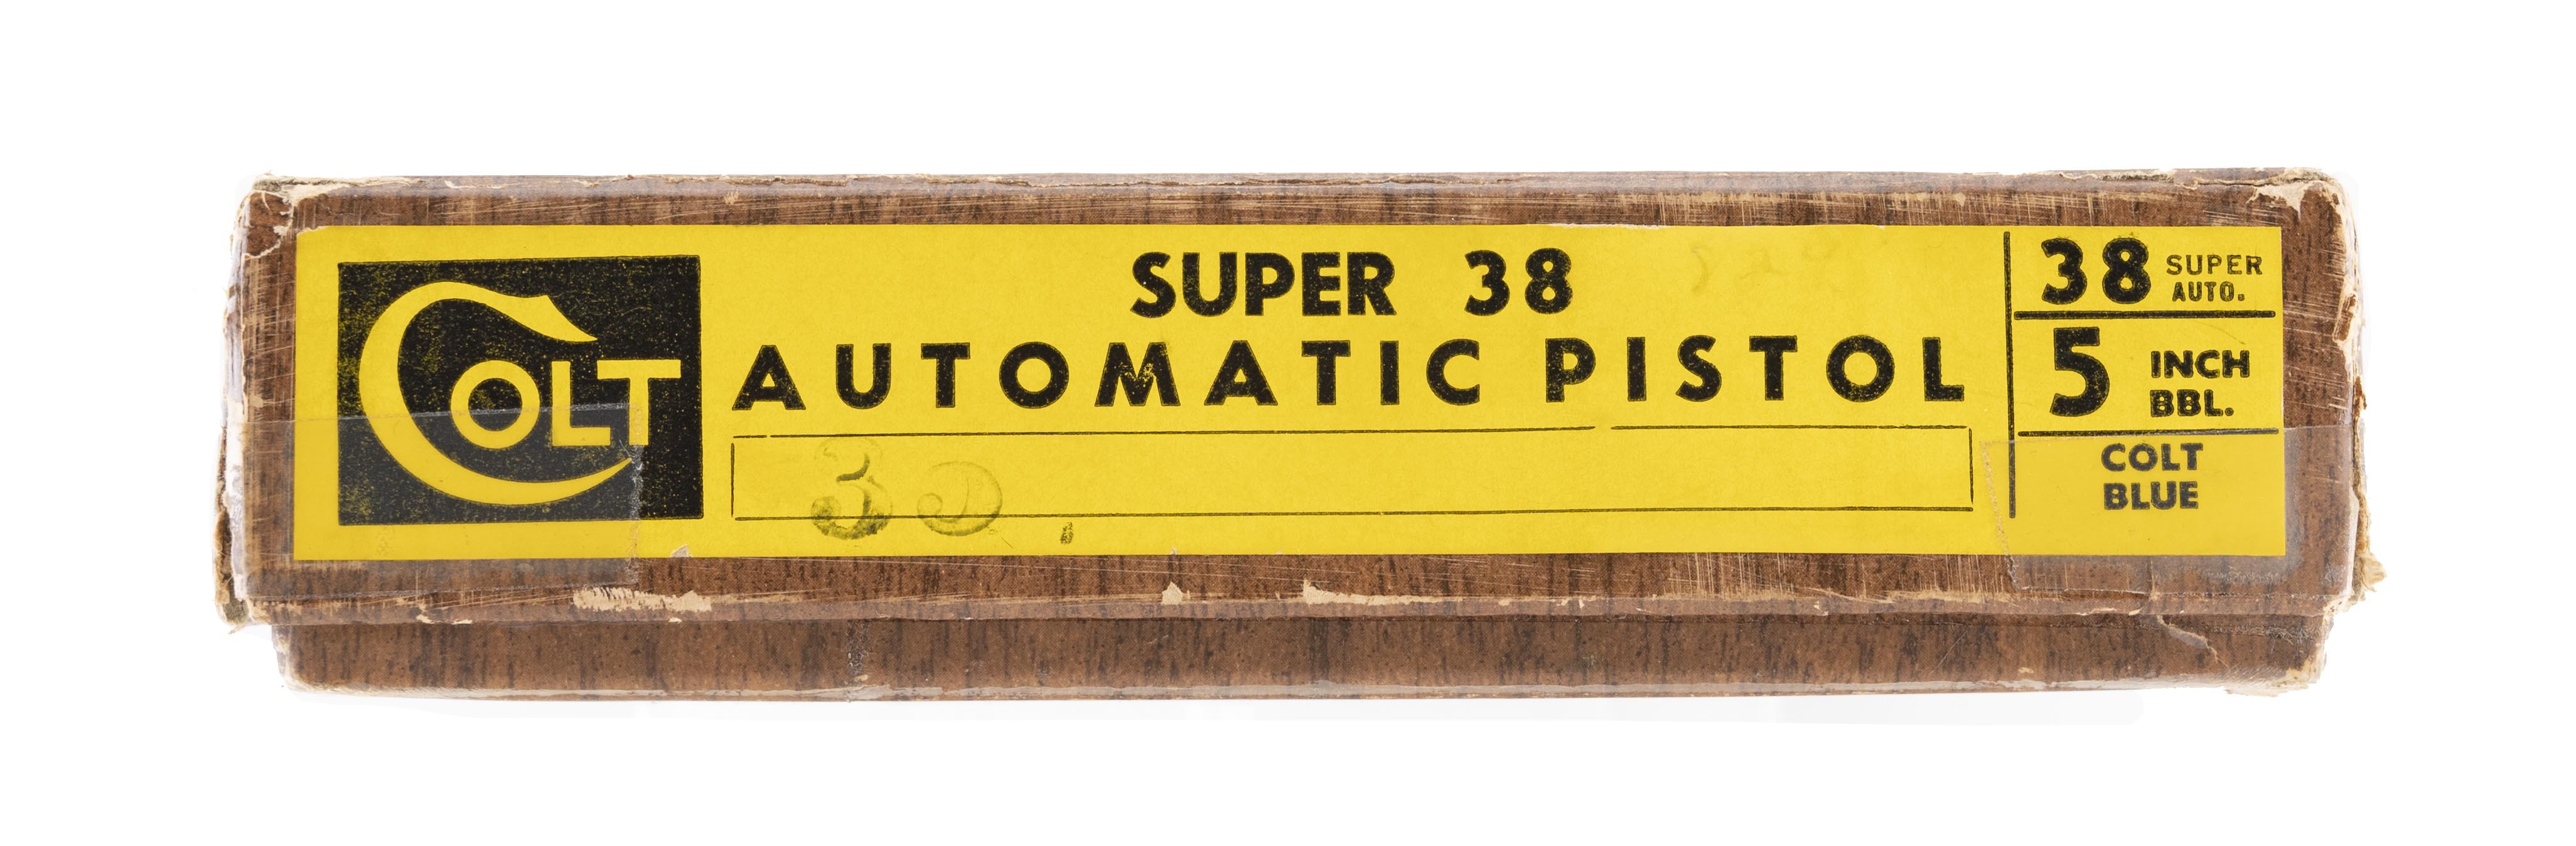 COLT
SUPER 38
AUTOMATIC PISTOL
38 SUPER
AUTO.
5 INCH
BBL.
COLT
BLUE